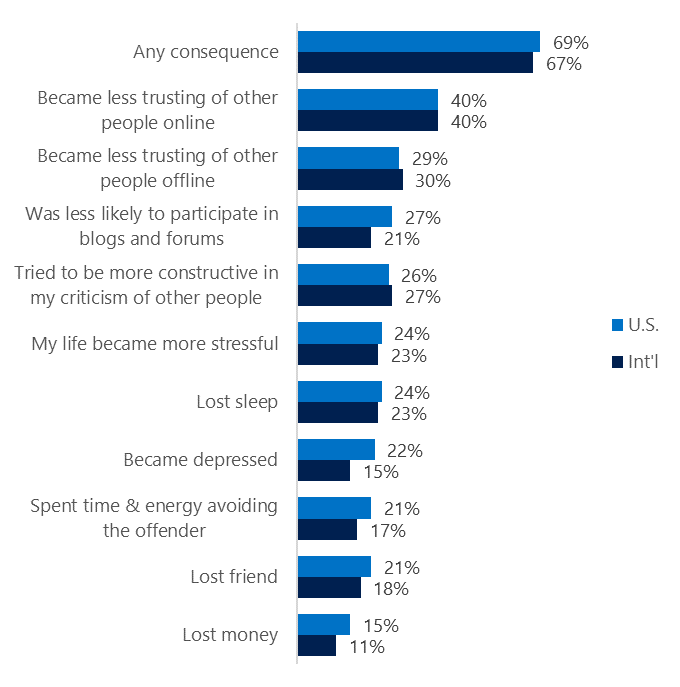 Any consequence
69%
67%
Became less trusting of other
people online
40%
40%
Became less trusting of other
people offline
29%
30%
Was less likely to participate in
blogs and forums
27%
21%
Tried to be more constructive in
my criticism of other people
26%
27%
My life became more stressful
24%
23%
Lost sleep
24%
23%
Became depressed
22%
15%
Spent time & energy avoiding
the offender
21%
17%
Lost friend
21%
18%
Lost money
15%
11%
U.S.
Int'l